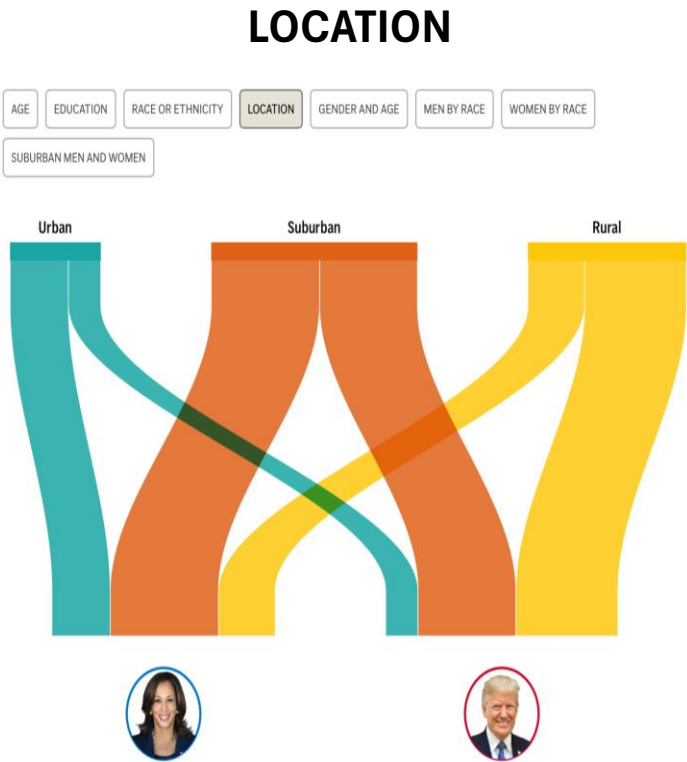 LOCATION
AGE EDUCATION RACE OR ETHNICITY LOCATION GENDER AND AGE MEN BY RACE WOMEN BY RACE
SUBURBAN MEN AND WOMEN
Urban Suburban Rural